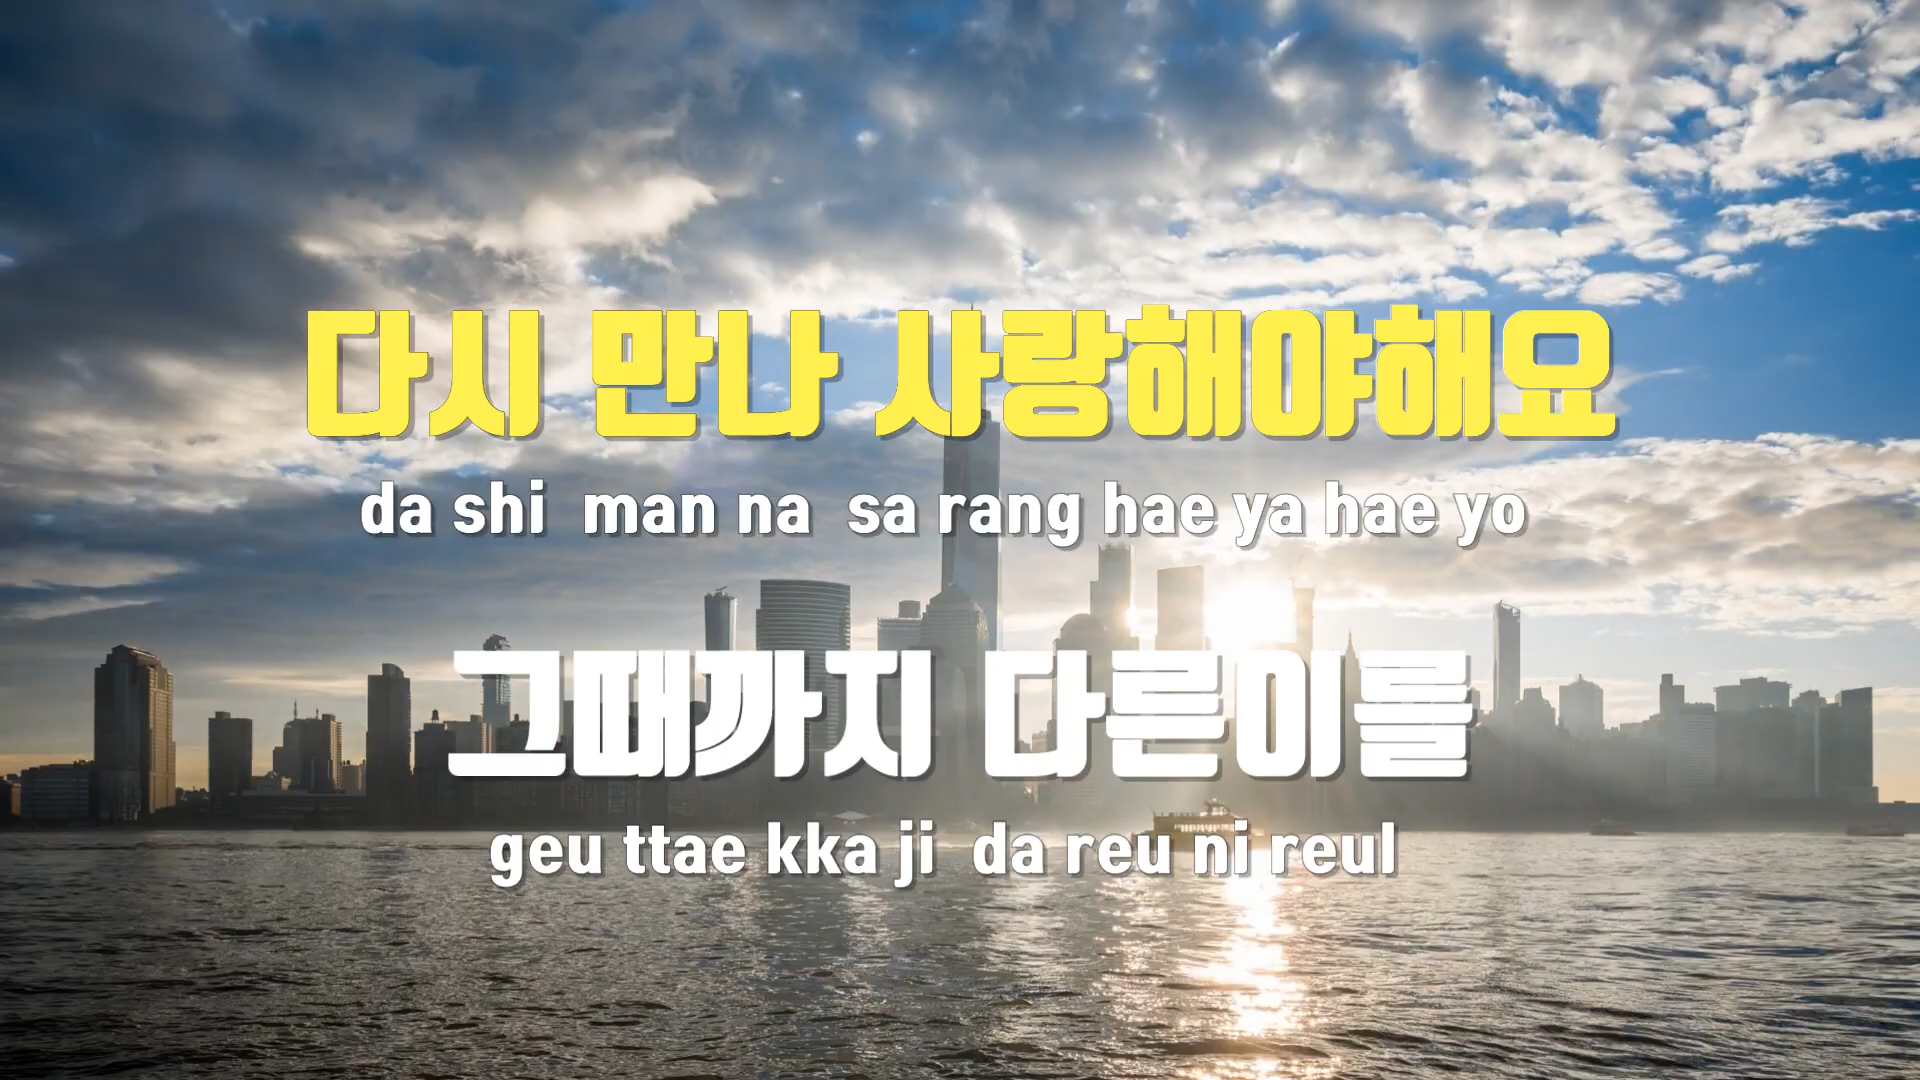 다시 만나 사랑해야해요
da shi man na sa rang hae ya hae yo
그때까지 다른이를
geu ttae kka ji da reu ni reul